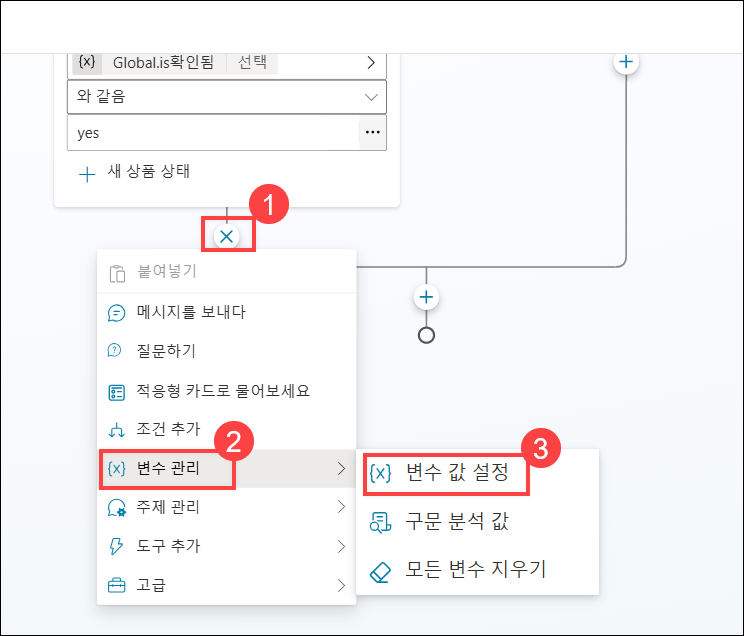 {x} Global.is확인됨 선택
와 같음
yes
새 상품 상태
1
붙여넣기
메시지를 보내다
질문하기
적응형 카드로 물어보세요
조건 추가
2
{x} 변수 관리
3
{x} 변수 값 설정
주제 관리
구문 분석 값
도구 추가
모든 변수 지우기
고급